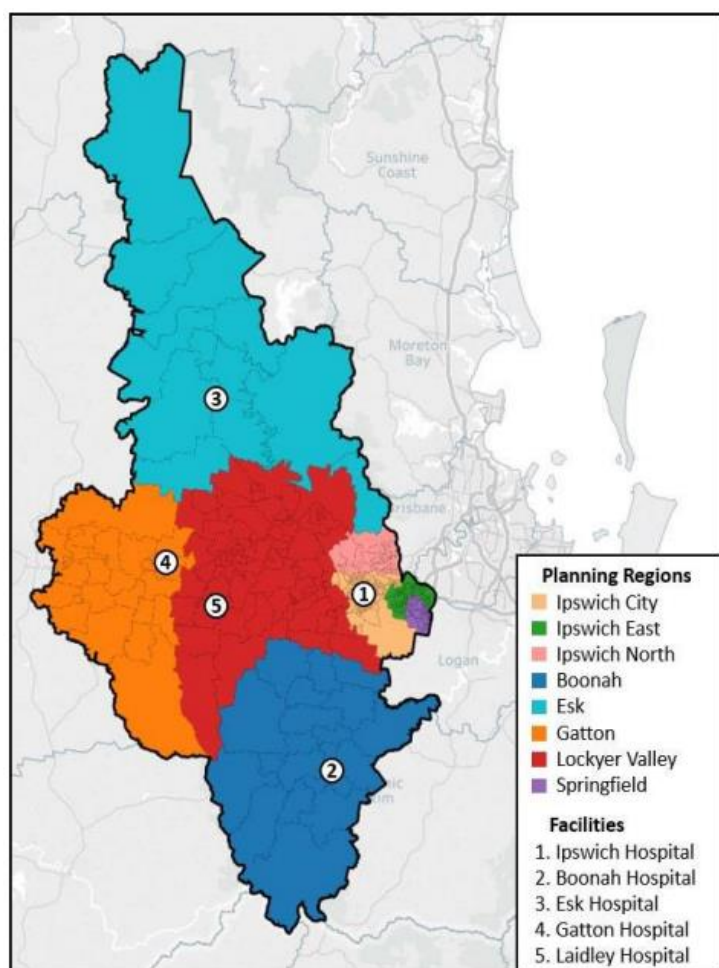 Sunshine
Coast
Moreton
Bay
3
4
1
5
Logan
2
Planning Regions
Ipswich City
Ipswich East
Ipswich North
Boonah
Esk
Gatton
Lockyer Valley
Springfield
Facilities
1. Ipswich Hospital
2. Boonah Hospital
3. Esk Hospital
4. Gatton Hospital
5. Laidley Hospital